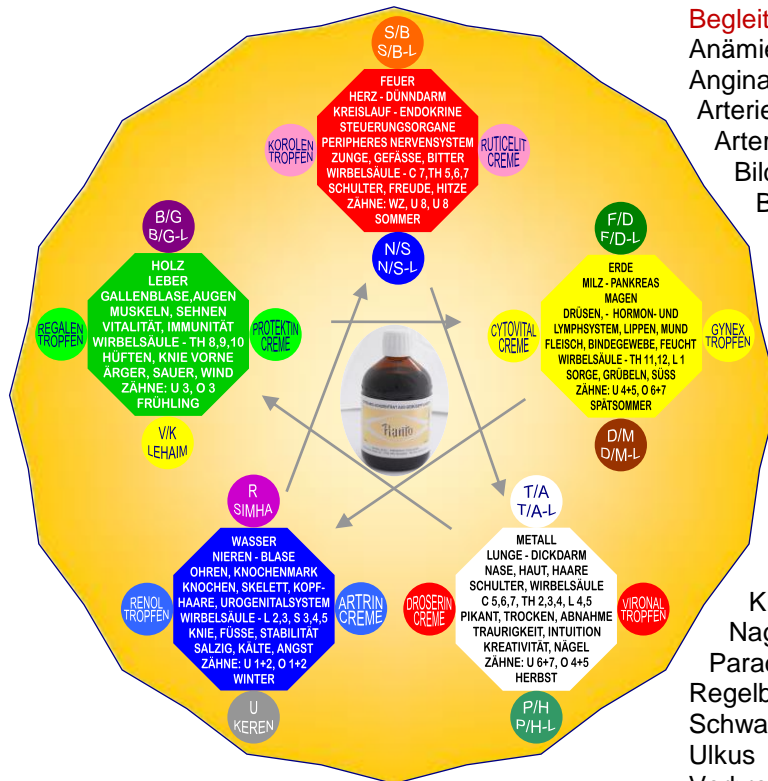 Begleit
Anämie
Angina
Arterie
Arter
B
S/B
S/B-L
FEUER
HERZ - DÜNNDARM
KREISLAUF - ENDOKRINE
STEUERUNGSORGANE
PERIPHERES NERVENSYSTEM
ZUNGE, GEFÄSSE, BITTER
WIRBELSÄULE - C 7,TH 5,6,7
SCHULTER, FREUDE, HITZE
ZÄHNE: WZ, U 8, U 8
SOMMER
KOROLEN
TROPFEN
RUTICELIT
CREME
N/S
N/S-L
B/G
B/G-L
HOLZ
LEBER
GALLENBLASE,AUGEN
MUSKELN, SEHNEN
VITALITÄT, IMMUNITÄT
WIRBELSÄULE - TH 8,9,10
HÜFTEN, KNIE VORNE
ÄRGER, SAUER, WIND
ZÄHNE: U 3, O 3
FRÜHLING
REGALEN
TROPFEN
PROTEKTIN
CREME
V/K
LEHAIM
F/D
F/D-L
ERDE
MILZ - PANKREAS
MAGEN
DRÜSEN, - HORMON- UND
LYMPHSYSTEM, LIPPEN, MUND
FLEISCH, BINDEGEWEBE, FEUCHT
WIRBELSÄULE - TH 11,12, L 1
SORGE, GRÜBELN, SÜSS
ZÄHNE: U 4+5, O 6+7
SPÄTSOMMER
CYTOVITAL
CREME
GYNEX
TROPFEN
D/M
D/M-L
R
SIMHA
WASSER
NIEREN - BLASE
OHREN, KNOCHENMARK
KNOCHEN, SKELETT, KOPF-
HAARE, UROGENITALSYSTEM
WIRBELSÄULE - L 2,3, S 3,4,5
KNIE, FÜSSE, STABILITÄT
SALZIG, KÄLTE, ANGST
ZÄHNE: U 1+2, O 1+2
WINTER
RENOL
TROPFEN
ARTRIN
CREME
U
KEREN
T/A
T/A-L
METALL
LUNGE - DICKDARM
NASE, HAUT, HAARE
SCHULTER, WIRBELSÄULE
C 5,6,7, TH 2,3,4, L 4,5
PIKANT, TROCKEN, ABNAHME
TRAURIGKEIT, INTUITION
KREATIVITÄT, NÄGEL
ZÄHNE: U 6+7, O 4+5
HERBST
DROSERIN
CREME
VIRONAL
TROPFEN
P/H
P/H-L
K
Nag
Regelb
Schwa
Ulkus